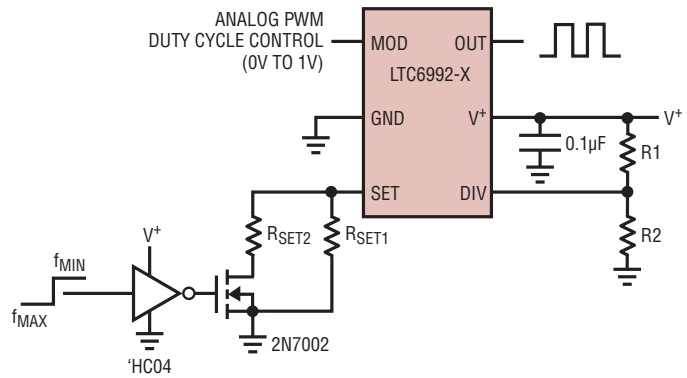 ANALOG PWM
DUTY CYCLE CONTROL
(0V TO 1V)
MOD OUT
LTC6992-X
GND V+
V+
0.1µF
R1
SET DIV
R2
RSET2 RSET1
V+
fMIN
fMAX
2N7002
'HC04